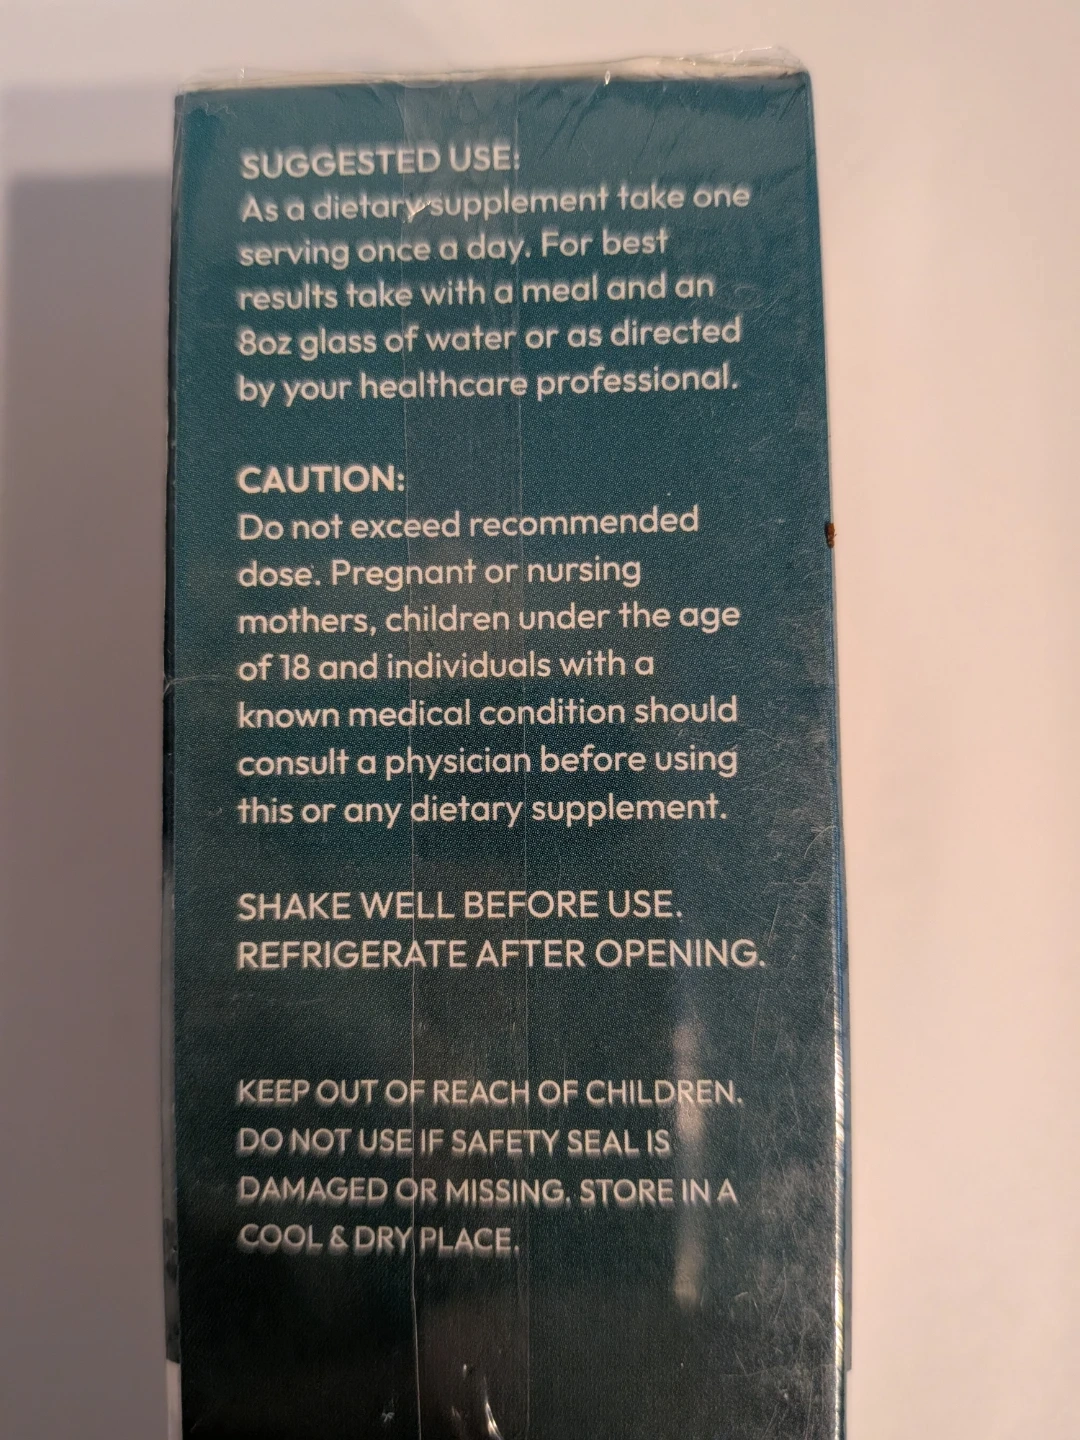 SUGGESTED USE:
As a dietary supplement take one
serving once a day. For best
results take with a meal and an
8oz glass of water or as directed
by your healthcare professional.
CAUTION:
Do not exceed recommended
dose. Pregnant or nursing
mothers, children under the age
of 18 and individuals with a
known medical condition should
consult a physician before using
this or any dietary supplement.
SHAKE WELL BEFORE USE.
REFRIGERATE AFTER OPENING.
KEEP OUT OF REACH OF CHILDREN.
DO NOT USE IF SAFETY SEAL IS
DAMAGED OR MISSING. STORE IN A
COOL & DRY PLACE.